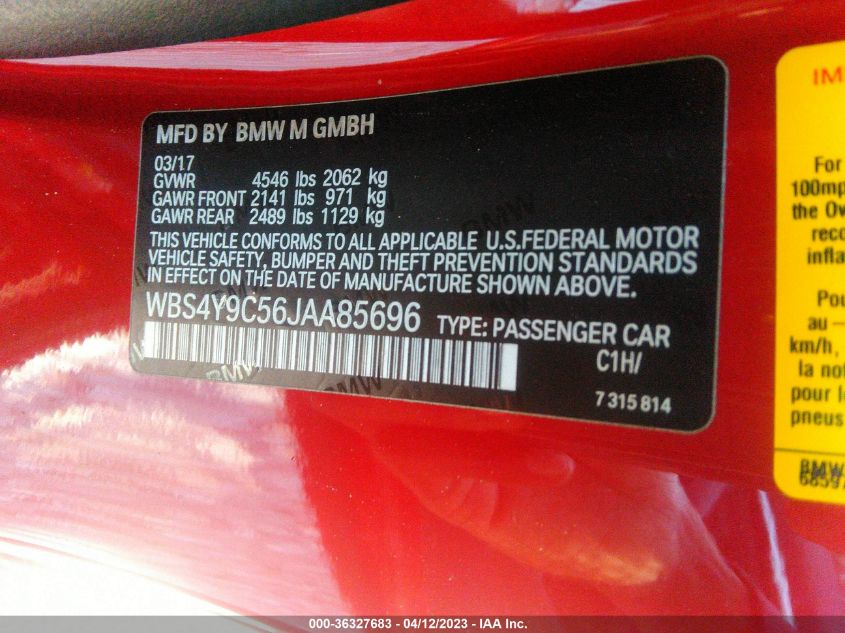 MFD BY BMW M GMBH
03/17
GVWR 4546 lbs 2062 kg
GAWR FRONT 2141 lbs 971 kg
GAWR REAR 2489 lbs 1129 kg
THIS VEHICLE CONFORMS TO ALL APPLICABLE U.S.FEDERAL MOTOR
VEHICLE SAFETY, BUMPER AND THEFT PREVENTION STANDARDS
IN EFFECT ON THE DATE OF MANUFACTURE SHOWN ABOVE.
WBS4Y9C56JAA85696 TYPE: PASSENGER CAR
C1H/
7 315 814
IM
For
100mp
the Ow
reco
infla
Pou
au —
km/h,
la not
pour l
pneus
BMW
000-36327683 - 04/12/2023 - IAA Inc.